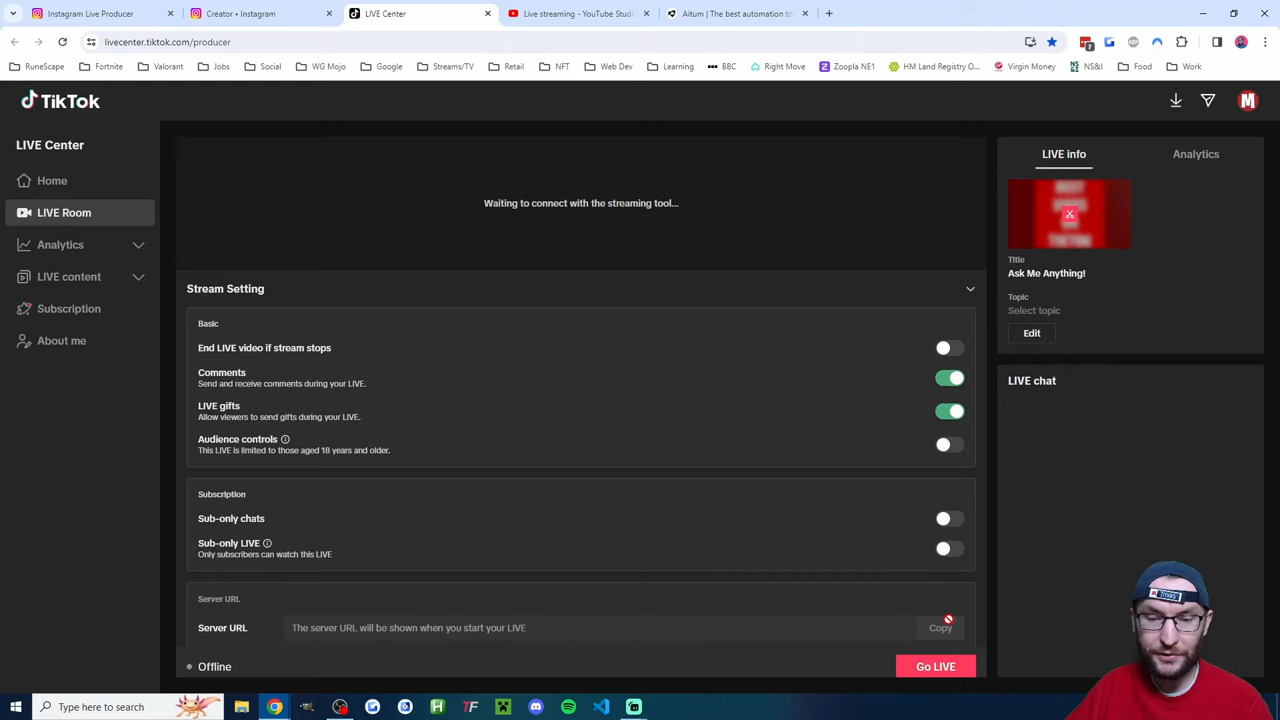 Instagram Live Producer
Creator • Instagram
LIVE Center
Live streaming - YouTube Studi
Aitum | The best automation to
livecenter.tiktok.com/producer
RuneScape
Fortnite
Valorant
Jobs
Social
WG Mojo
Google
Streams/TV
Retail
NFT
Web Dev
Learning
BBC
Right Move
Zoopla NE1
HM Land Registry O...
Virgin Money
NS&I
Food
Work
TikTok
M
LIVE Center
Home
LIVE Room
Analytics
LIVE content
Subscription
About me
Waiting to connect with the streaming tool...
Stream Setting
Basic
End LIVE video if stream stops
Comments
Send and receive comments during your LIVE.
LIVE gifts
Allow viewers to send gifts during your LIVE.
Audience controls
This LIVE is limited to those aged 18 years and older.
Subscription
Sub-only chats
Sub-only LIVE
Only subscribers can watch this LIVE
Server URL
Server URL
The server URL will be shown when you start your LIVE
Copy
Offline
Go LIVE
LIVE info
Analytics
Title
Ask Me Anything!
Topic
Select topic
Edit
LIVE chat
Type here to search